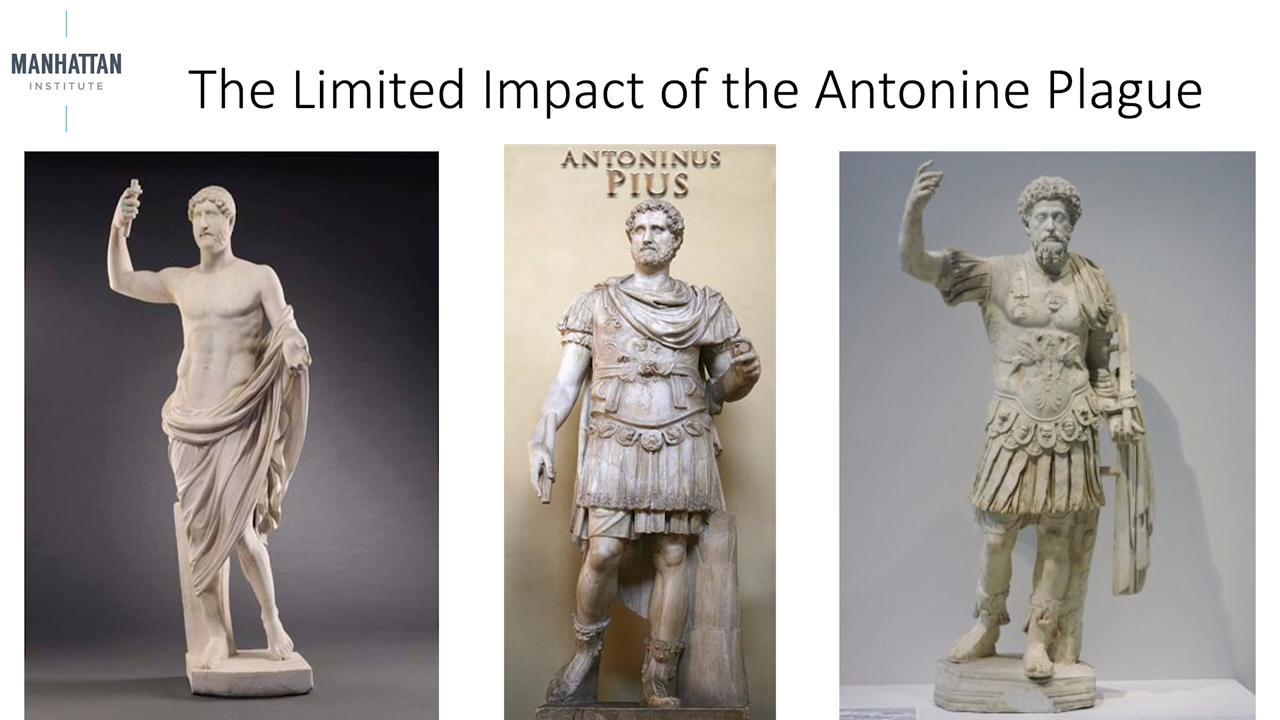 MANHATTAN
INSTITUTE
The Limited Impact of the Antonine Plague
ANTONINUS
PIUS